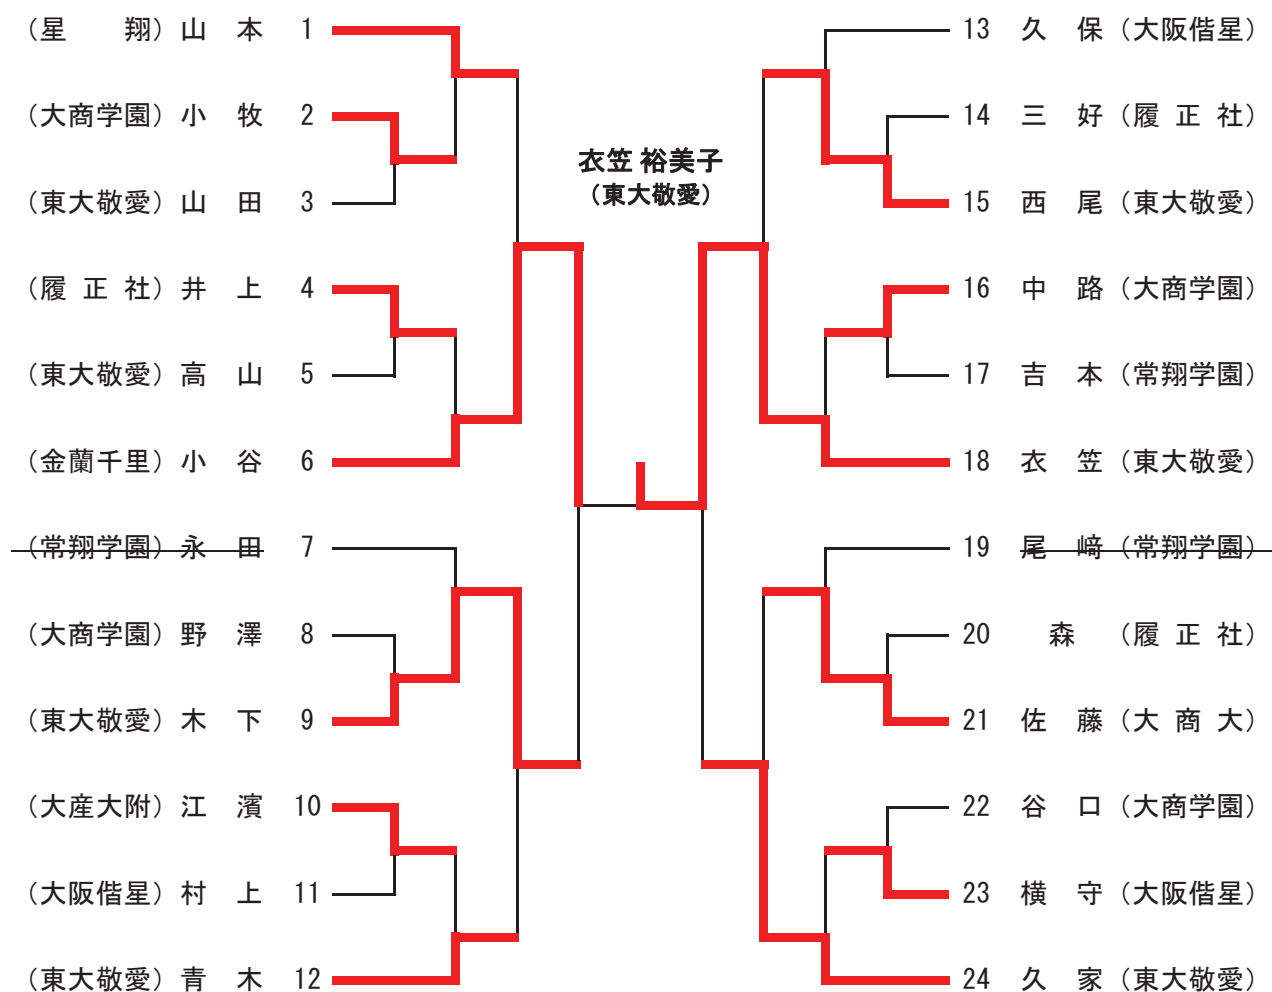 （星　　翔）山　本　1
（大商学園）小　牧　2
（東大敬愛）山　田　3
（履 正 社）井　上　4
（東大敬愛）高　山　5
（金蘭千里）小　谷　6
（常翔学園）永　田　7
（大商学園）野　澤　8
（東大敬愛）木　下　9
（大産大附）江　濱　10
（大阪偕星）村　上　11
（東大敬愛）青　木　12
衣笠 裕美子
（東大敬愛）
13　久　保（大阪偕星）
14　三　好（履 正 社）
15　西　尾（東大敬愛）
16　中　路（大商学園）
17　吉　本（常翔学園）
18　衣　笠（東大敬愛）
19　尾　﨑（常翔学園）
20　森　（履 正 社）
21　佐　藤（大 商 大）
22　谷　口（大商学園）
23　横　守（大阪偕星）
24　久　家（東大敬愛）